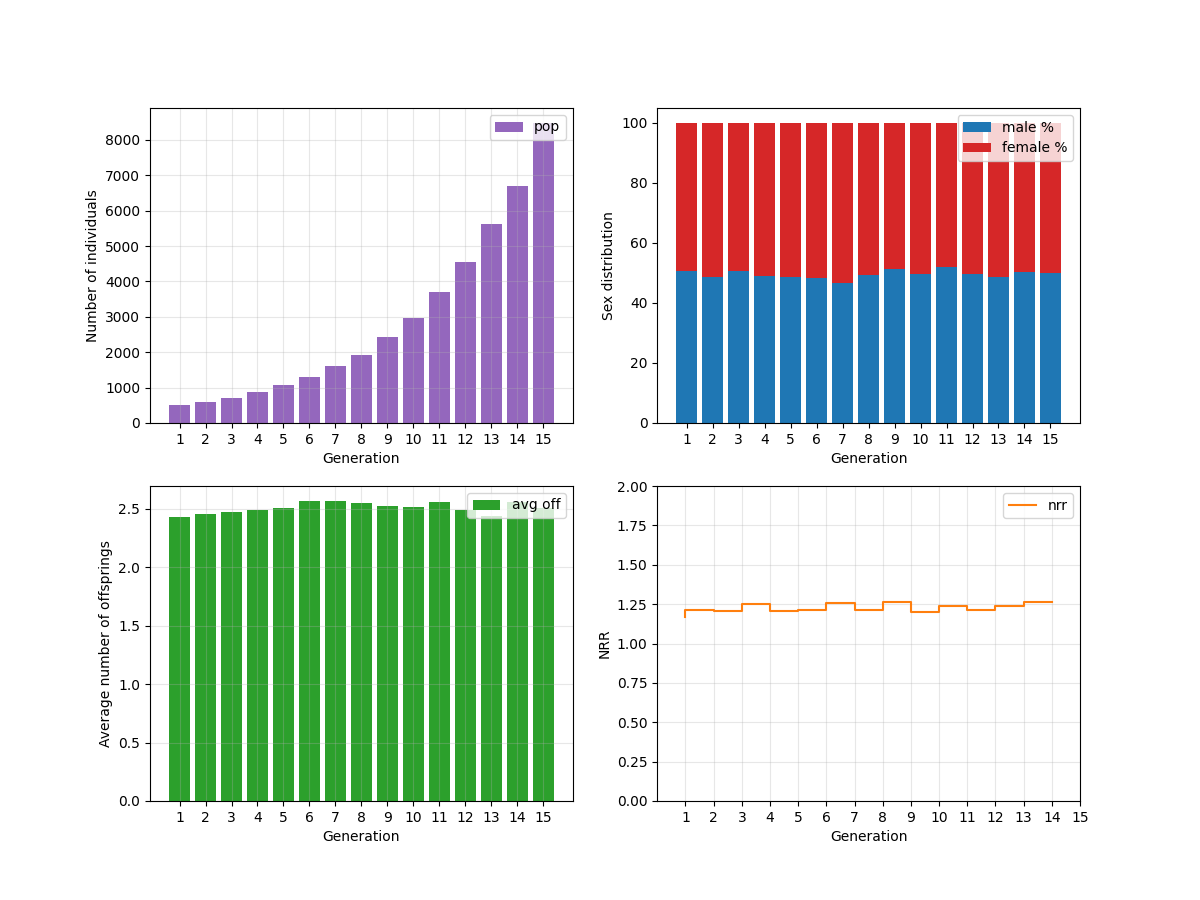 pop
8000
7000
6000
5000
4000
3000
2000
1000
0
Number of individuals
1 2 3 4 5 6 7 8 9 10 11 12 13 14 15
Generation
male %
female %
100
80
60
40
20
0
Sex distribution
1 2 3 4 5 6 7 8 9 10 11 12 13 14 15
Generation
avg off
2.5
2.0
1.5
1.0
0.5
0.0
Average number of offsprings
1 2 3 4 5 6 7 8 9 10 11 12 13 14 15
Generation
nrr
2.00
1.75
1.50
1.25
1.00
0.75
0.50
0.25
0.00
NRR
1 2 3 4 5 6 7 8 9 10 11 12 13 14 15
Generation